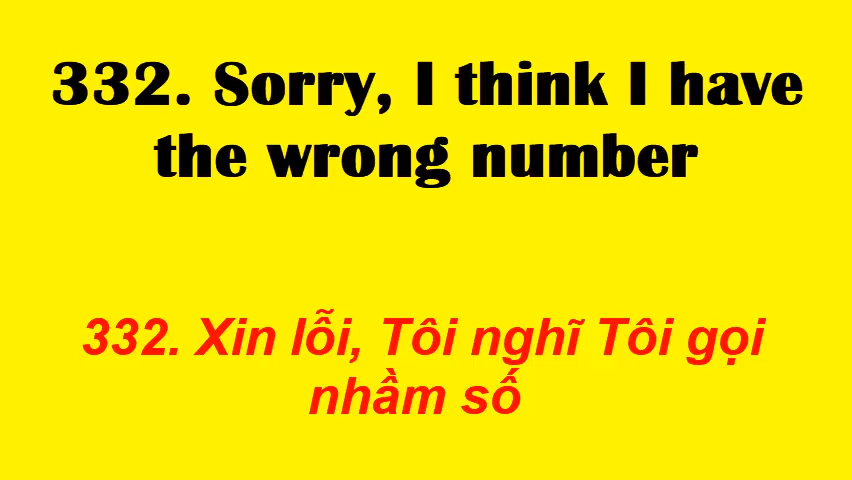 332. Sorry, I think I have
the wrong number
332. Xin lỗi, Tôi nghĩ Tôi gọi
nhầm số